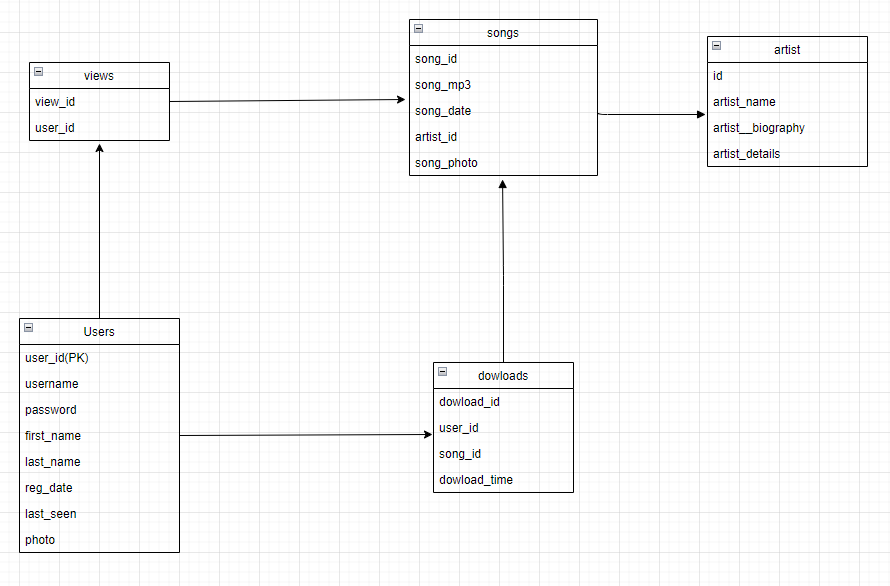 views
view_id
user_id
songs
song_id
song_mp3
song_date
artist_id
song_photo
artist
id
artist_name
artist__biography
artist_details
Users
user_id(PK)
username
password
first_name
last_name
reg_date
last_seen
photo
dowloads
dowload_id
user_id
song_id
dowload_time